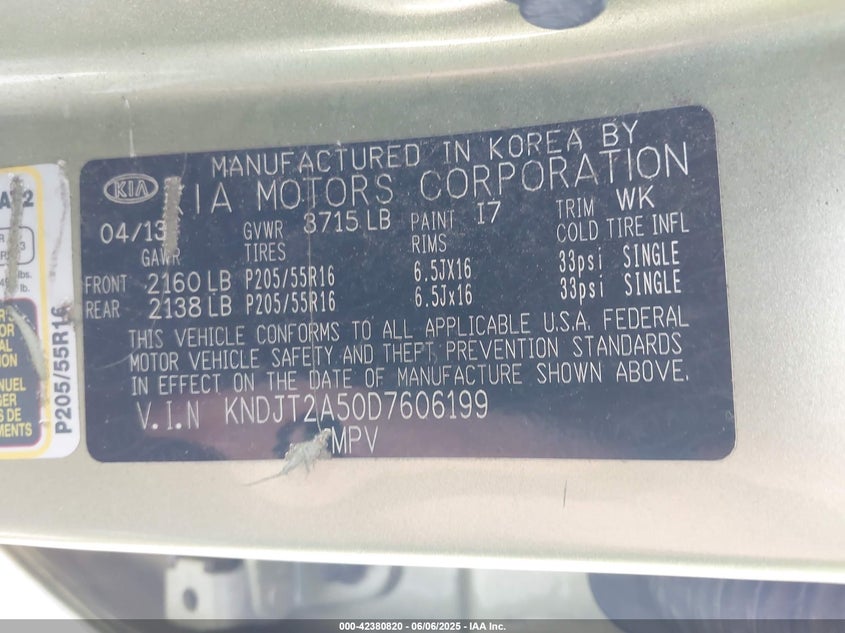 MANUFACTURED IN KOREA BY
KIA KIA MOTORS CORPORATION
04/13 GVWR 3715 LB PAINT I7 TRIM WK
GAWR TIRES RIMS COLD TIRE INFL
FRONT 2160 LB P205/55R16 6.5JX16 33psi SINGLE
REAR 2138 LB P205/55R16 6.5Jx16 33psi SINGLE
THIS VEHICLE CONFORMS TO ALL APPLICABLE U.S.A. FEDERAL
MOTOR VEHICLE SAFETY AND THEFT PREVENTION STANDARDS
IN EFFECT ON THE DATE OF MANUFACTURE SHOWN ABOVE.
V.I.N KNDJT2A50D7606199
MPV
P205/55R16
000-42380820 - 06/06/2025 - IAA Inc.